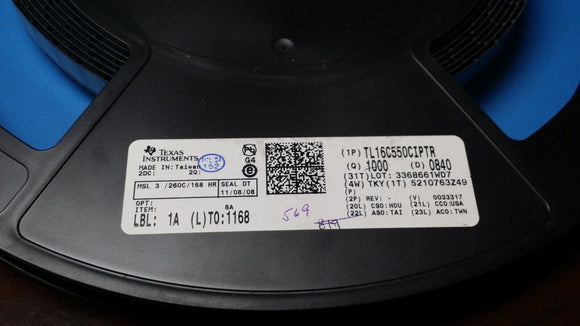 TEXAS
INSTRUMENTS
MADE IN: Taiwan
2DC: 2Q:
152
G4
e
MSL 3 /260C/168 HR SEAL DT
11/08/08
OPT:
ITEM: 8A
LBL: 1A (L)TO:1168
(1P) TL16C550CIPTR
(Q) 1000 (D) 0840
(31T)LOT: 3368661WD7
(4W) TKY(1T) 5210763Z49
(P)
(2P) REV: - (V) 0033317
(20L) CSO:HOU (21L) CCO:USA
(22L) ASO:TAI (23L) ACO:TWN
569
819